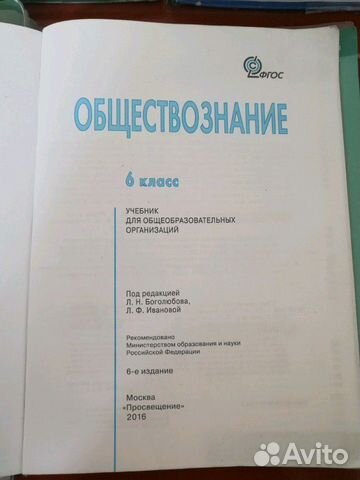 ФГОС
ОБЩЕСТВОЗНАНИЕ
6 класс
УЧЕБНИК
ДЛЯ ОБЩЕОБРАЗОВАТЕЛЬНЫХ
ОРГАНИЗАЦИЙ
Под редакцией
Л. Н. Боголюбова,
Л. Ф. Ивановой
Рекомендовано
Министерством образования и науки
Российской Федерации
6-е издание
Москва
«Просвещение»
2016
Avito